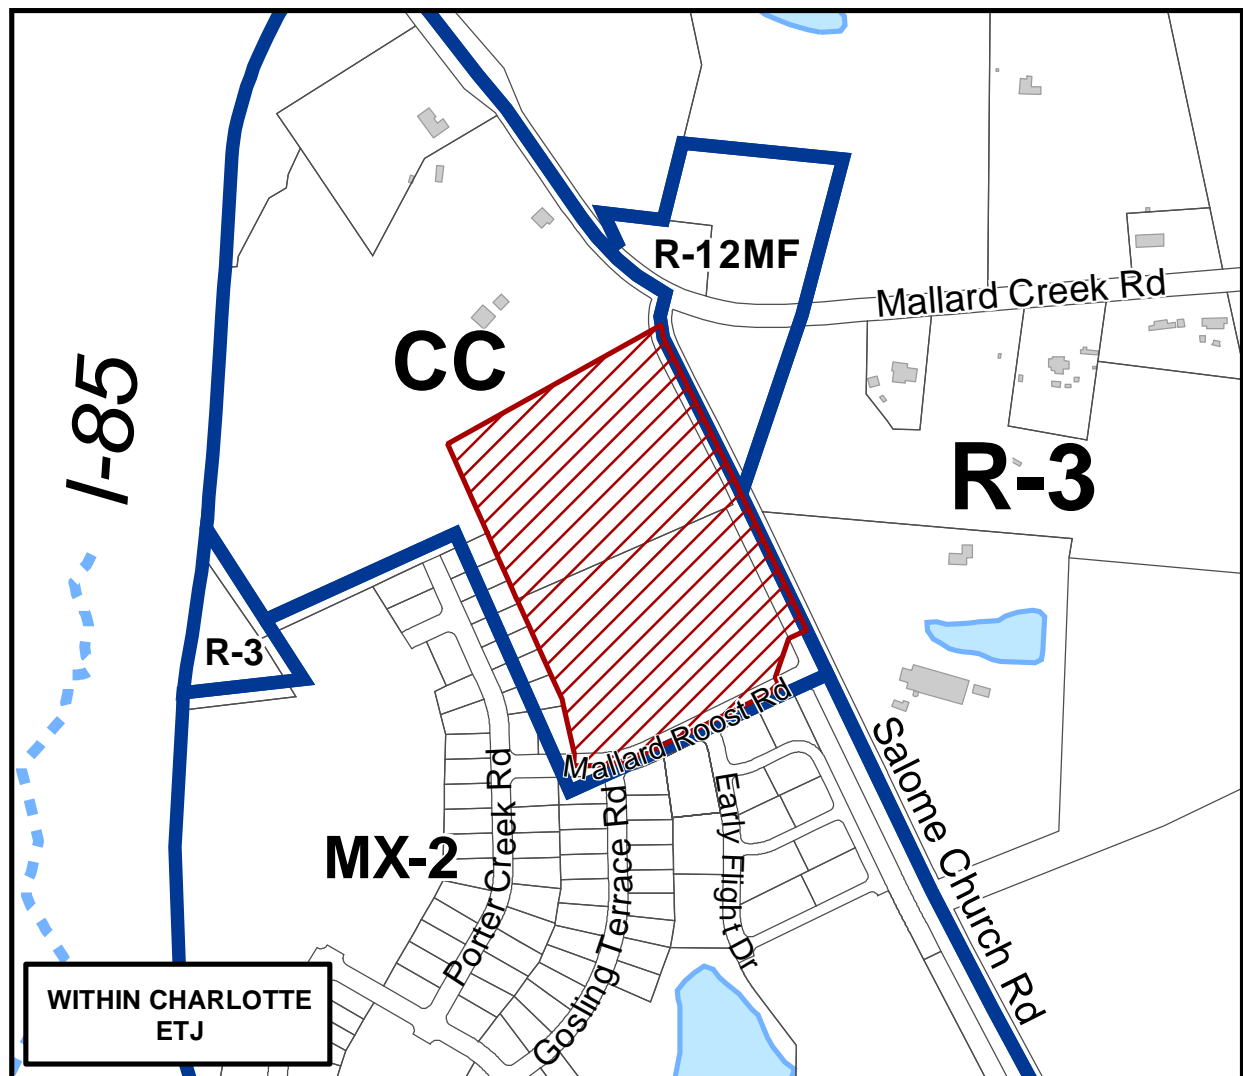 R-12MF
Mallard Creek Rd
CC
I-85
R-3
R-3
Mallard Roost Rd
Salome Church Rd
Early Flight Dr
Porter Creek Rd
Gosling Terrace Rd
MX-2
WITHIN CHARLOTTE
ETJ